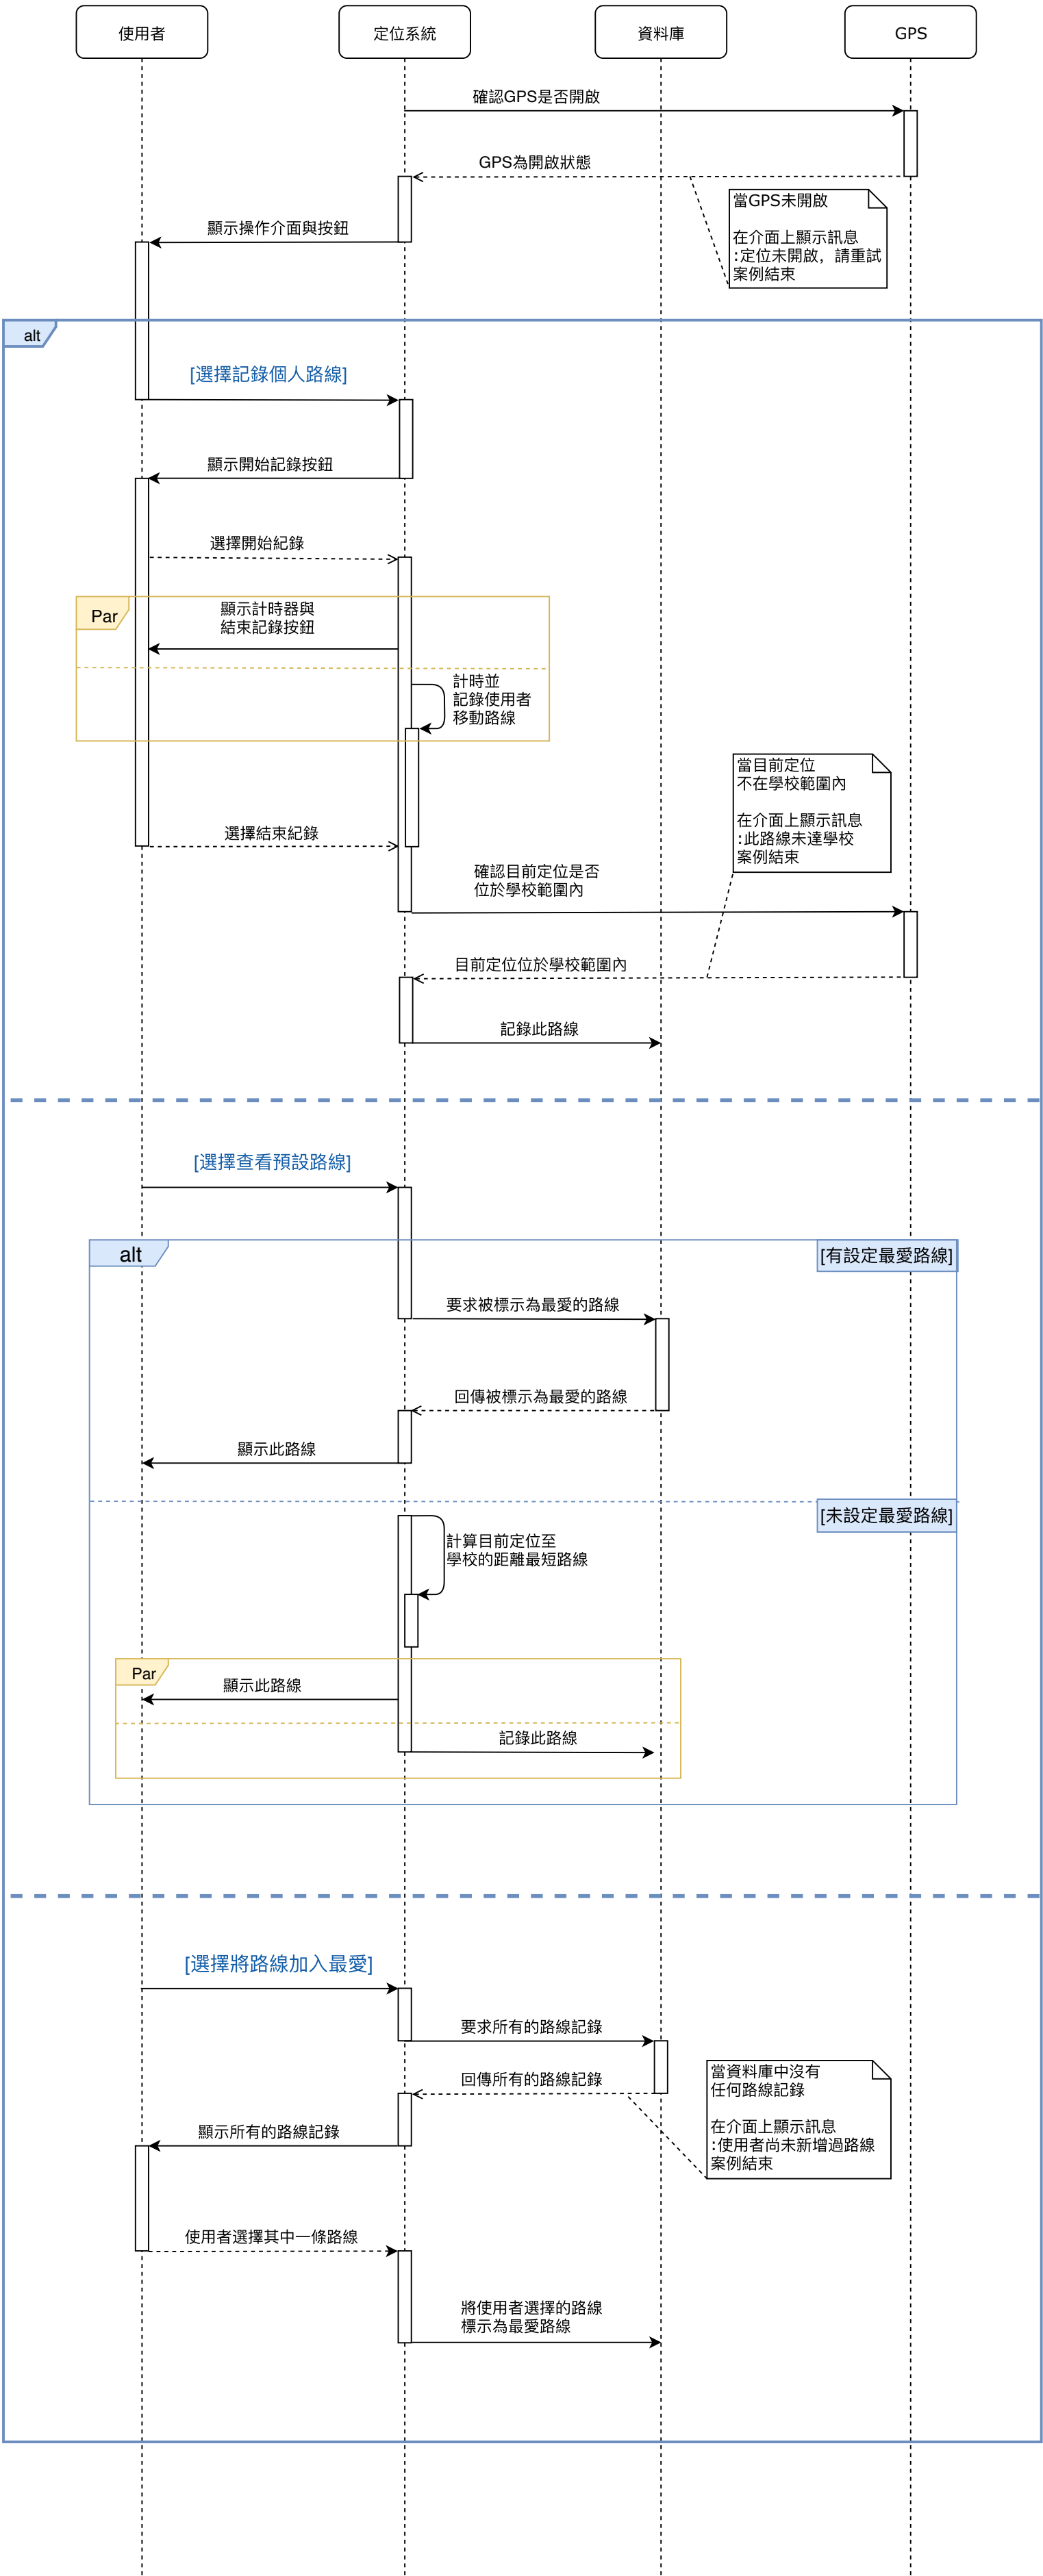 使用者
定位系統
資料庫
GPS
確認GPS是否開啟
GPS為開啟狀態
當GPS未開啟
在介面上顯示訊息
:定位未開啟，請重試
案例結束
顯示操作介面與按鈕
alt
[選擇記錄個人路線]
顯示開始記錄按鈕
選擇開始紀錄
Par
顯示計時器與
結束記錄按鈕
計時並
記錄使用者
移動路線
當目前定位
不在學校範圍內
在介面上顯示訊息
:此路線未達學校
案例結束
選擇結束紀錄
確認目前定位是否
位於學校範圍內
目前定位位於學校範圍內
記錄此路線
[選擇查看預設路線]
alt
[有設定最愛路線]
要求被標示為最愛的路線
回傳被標示為最愛的路線
顯示此路線
[未設定最愛路線]
計算目前定位至
學校的距離最短路線
Par
顯示此路線
記錄此路線
[選擇將路線加入最愛]
要求所有的路線記錄
回傳所有的路線記錄
當資料庫中沒有
任何路線記錄
在介面上顯示訊息
:使用者尚未新增過路線
案例結束
顯示所有的路線記錄
使用者選擇其中一條路線
將使用者選擇的路線
標示為最愛路線